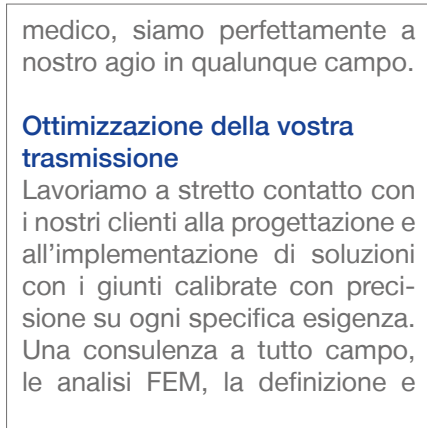 medico, siamo perfettamente a
nostro agio in qualunque campo.
Ottimizzazione della vostra
trasmissione
Lavoriamo a stretto contatto con
i nostri clienti alla progettazione e
all’implementazione di soluzioni
con i giunti calibrate con preci-
sione su ogni specifica esigenza.
Una consulenza a tutto campo,
le analisi FEM, la definizione e